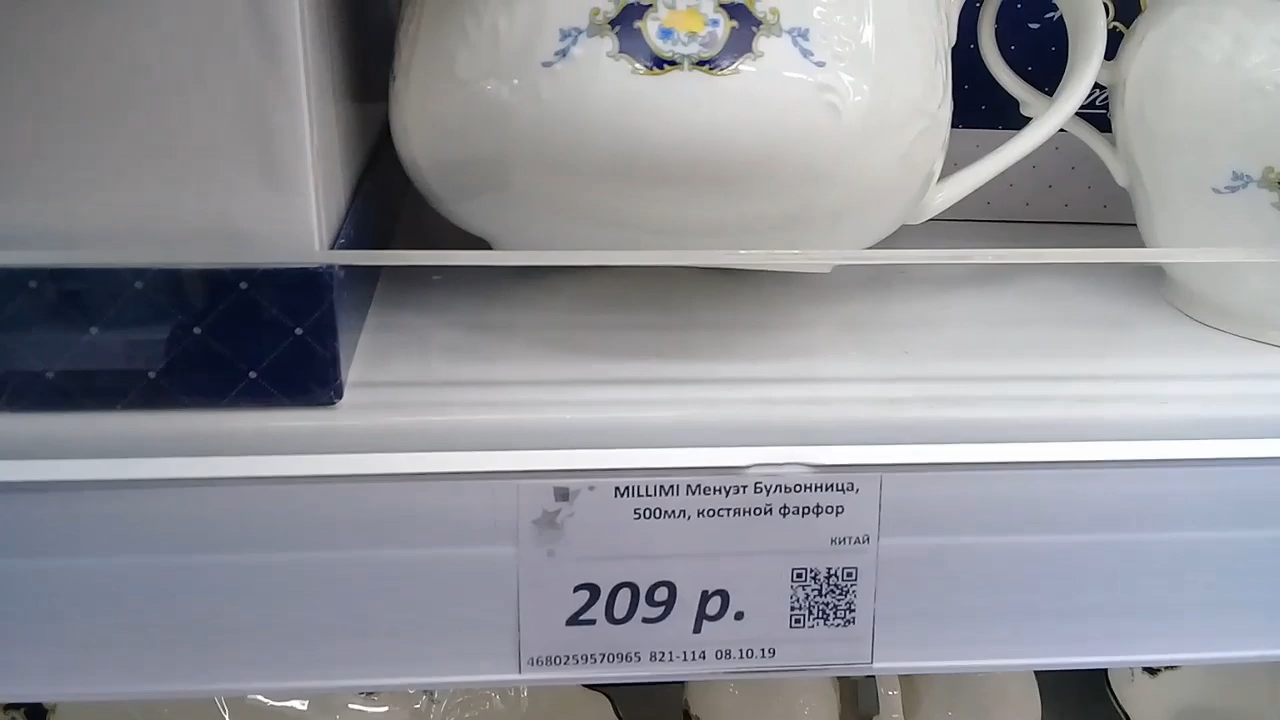 MILLIMI Менуэт Бульонница,
500мл, костяной фарфор
КИТАЙ
209 р.
4680259570965 821-114 08.10.19